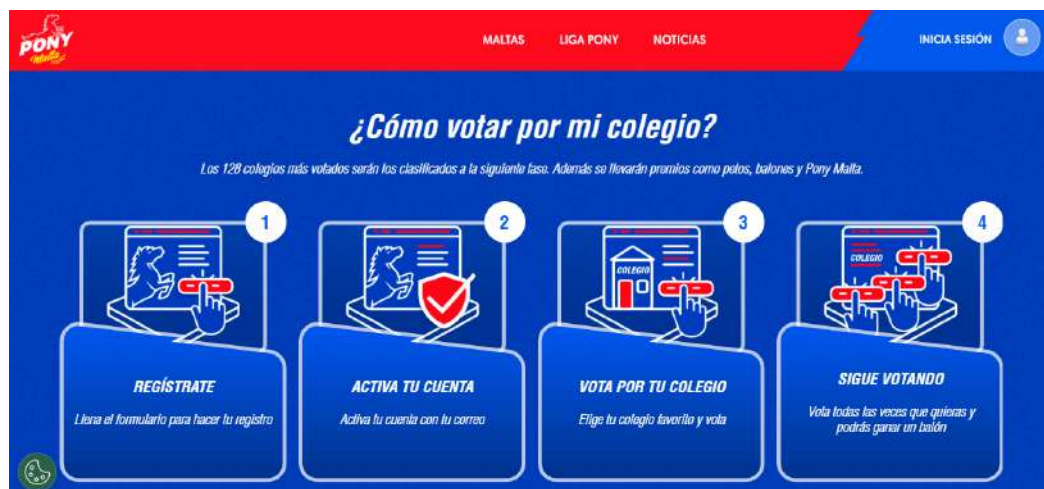 PONY
Malta
MALTAS
LIGA PONY
NOTICIAS
INICIA SESIÓN
¿Cómo votar por mi colegio?
Los 128 colegios más votados serán los clasificados a la siguiente fase. Además se llevarán premios como petos, balones y Pony Malta.
1
2
3
4
COLEGIO
COLEGIO
REGÍSTRATE
Llena el formulario para hacer tu registro
ACTIVA TU CUENTA
Activa tu cuenta con tu correo
VOTA POR TU COLEGIO
Elige tu colegio favorito y vota
SIGUE VOTANDO
Vota todas las veces que quieras y
podrás ganar un balón